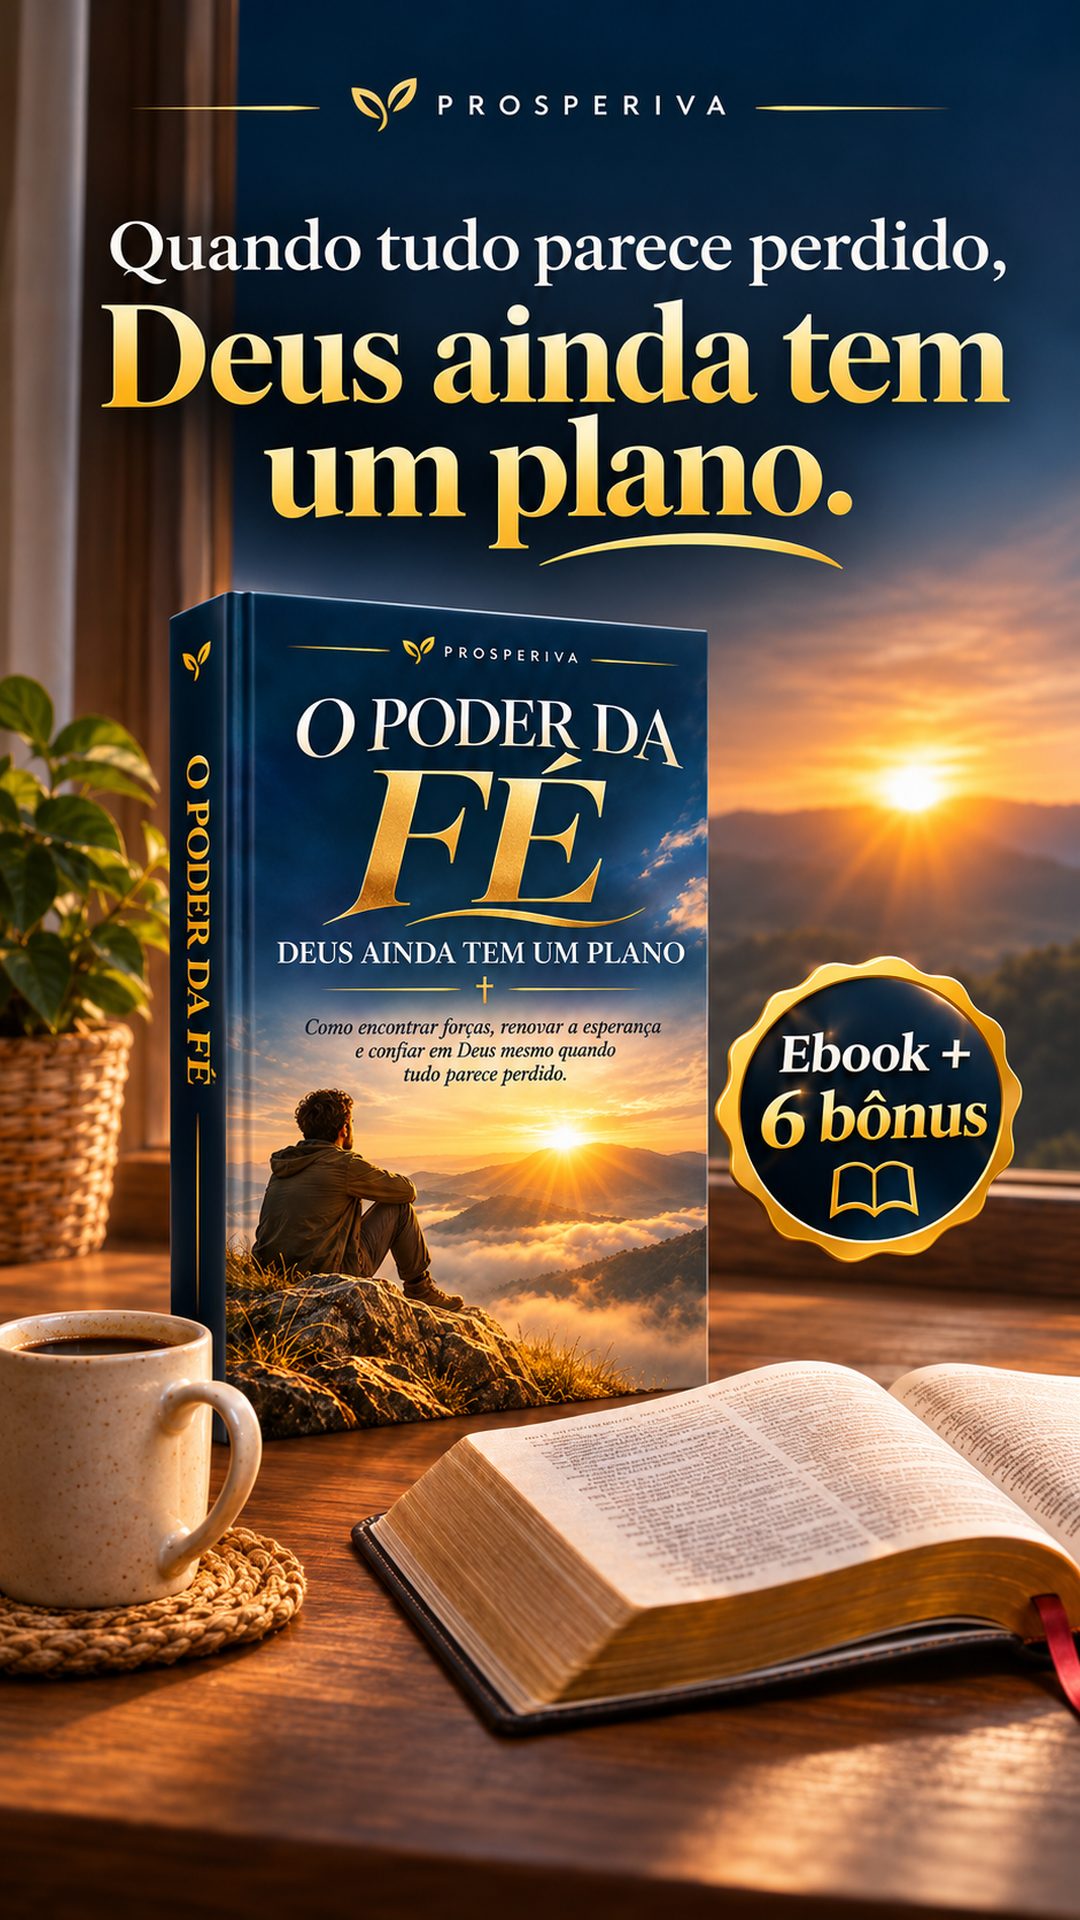 PROSPERIVA
Quando tudo parece perdido,
Deus ainda tem
um plano.
PROSPERIVA
O PODER DA
FÉ
DEUS AINDA TEM UM PLANO
Como encontrar forças, renovar a esperança
e confiar em Deus mesmo quando
tudo parece perdido.
O PODER DA FÉ
Ebook +
6 bônus